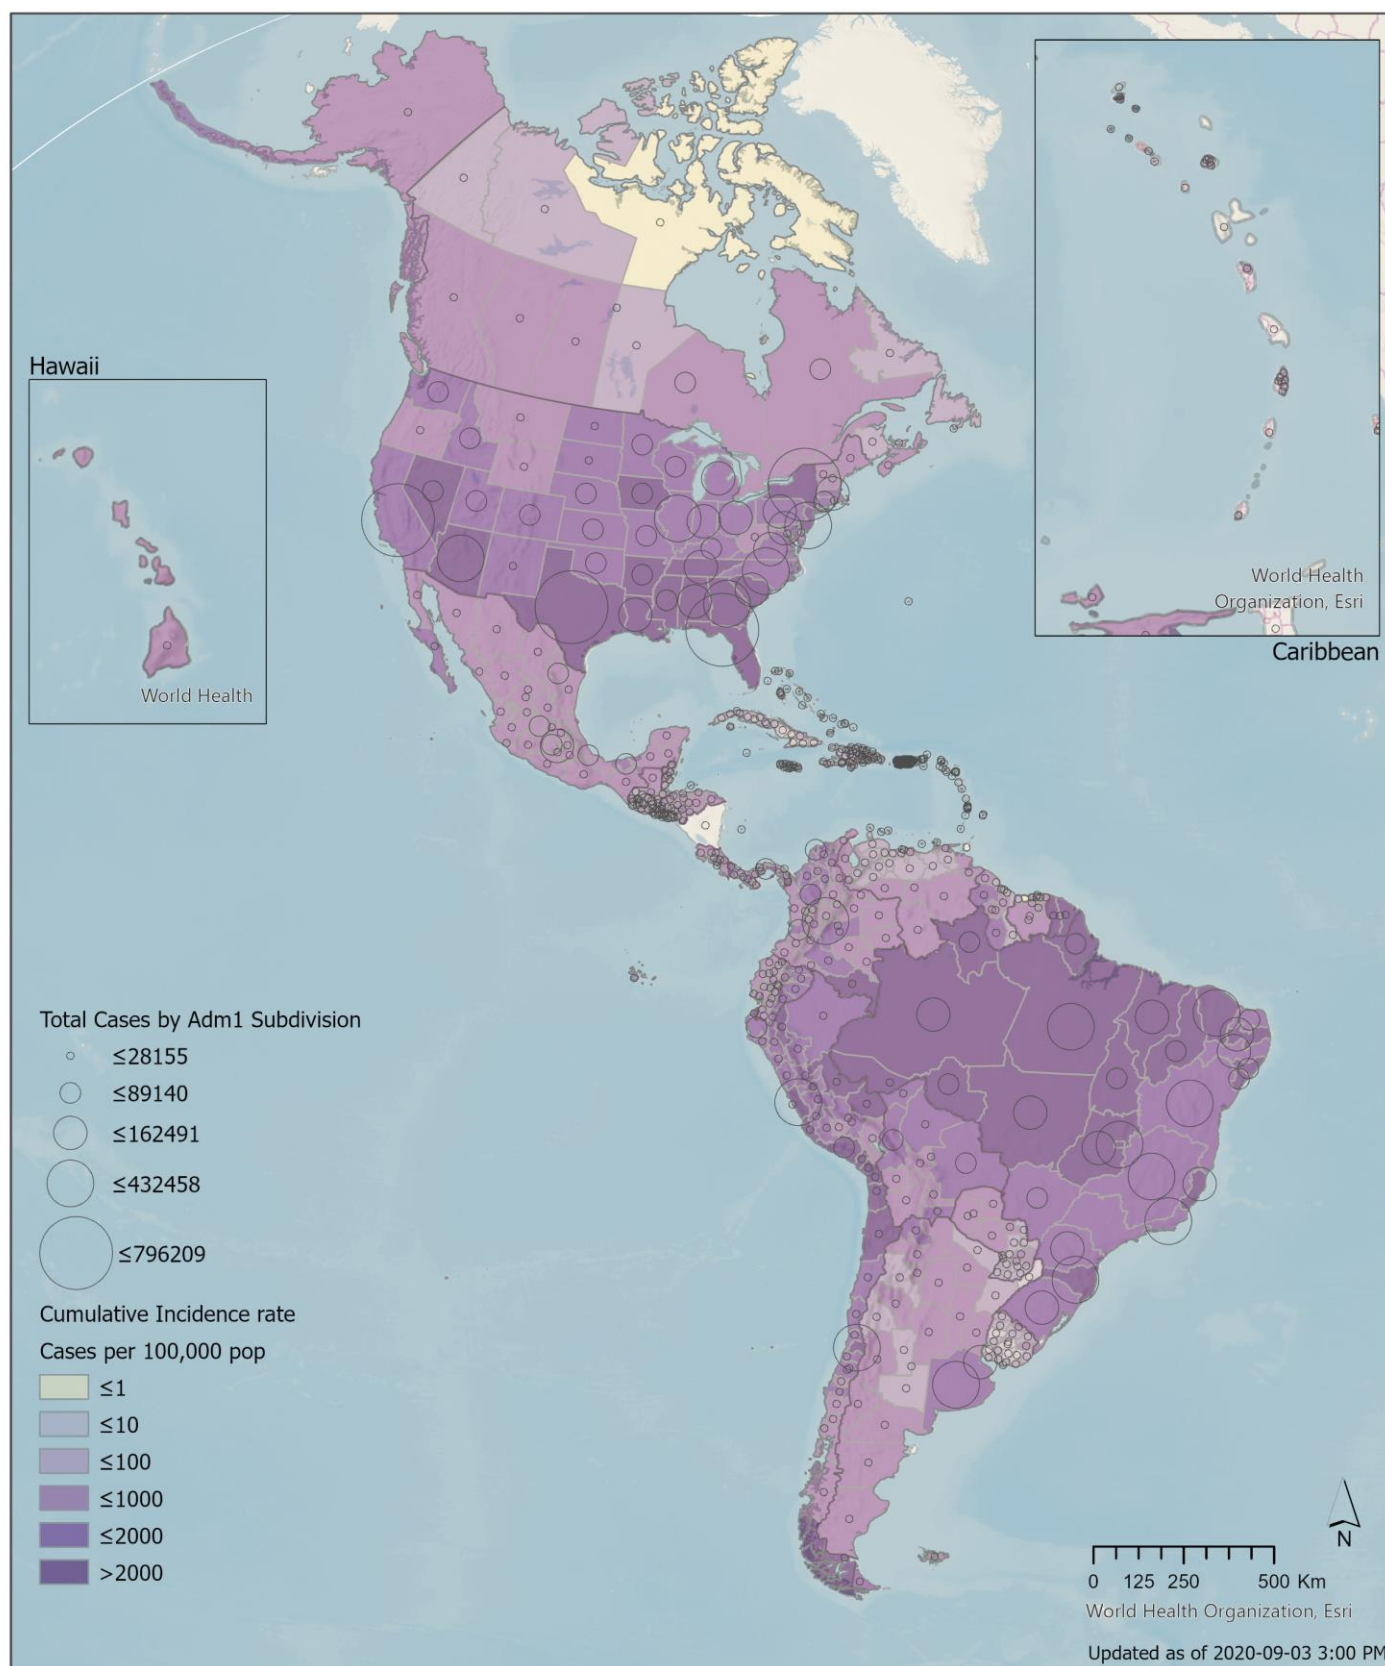 Hawaii
World Health
World Health
Organization, Esri
Caribbean
Total Cases by Adm1 Subdivision
≤28155
≤89140
≤162491
≤432458
≤796209
Cumulative Incidence rate
Cases per 100,000 pop
≤1
≤10
≤100
≤1000
≤2000
>2000
N
0 125 250 500 Km
World Health Organization, Esri
Updated as of 2020-09-03 3:00 PM